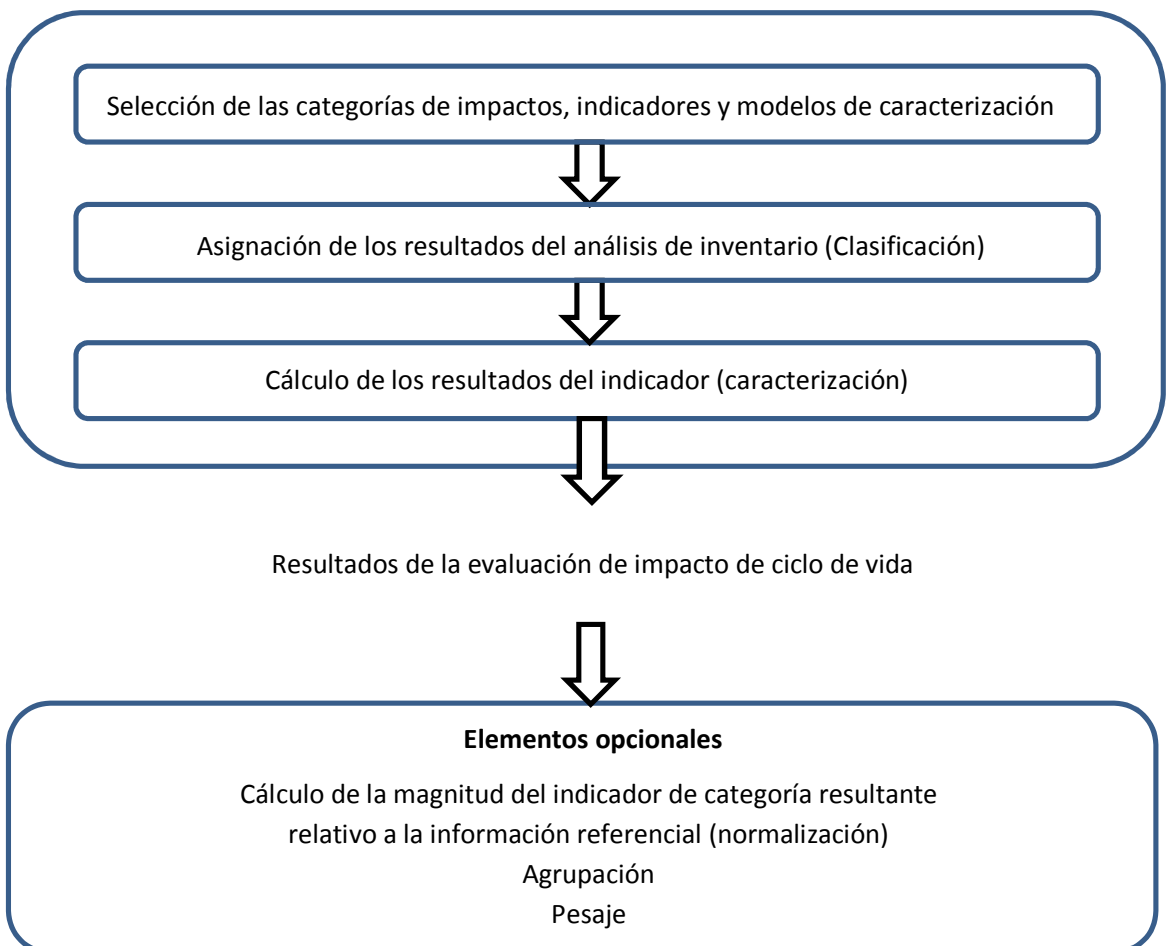 Selección de las categorías de impactos, indicadores y modelos de caracterización
Asignación de los resultados del análisis de inventario (Clasificación)
Cálculo de los resultados del indicador (caracterización)
Resultados de la evaluación de impacto de ciclo de vida
Elementos opcionales
Cálculo de la magnitud del indicador de categoría resultante
relativo a la información referencial (normalización)
Agrupación
Pesaje